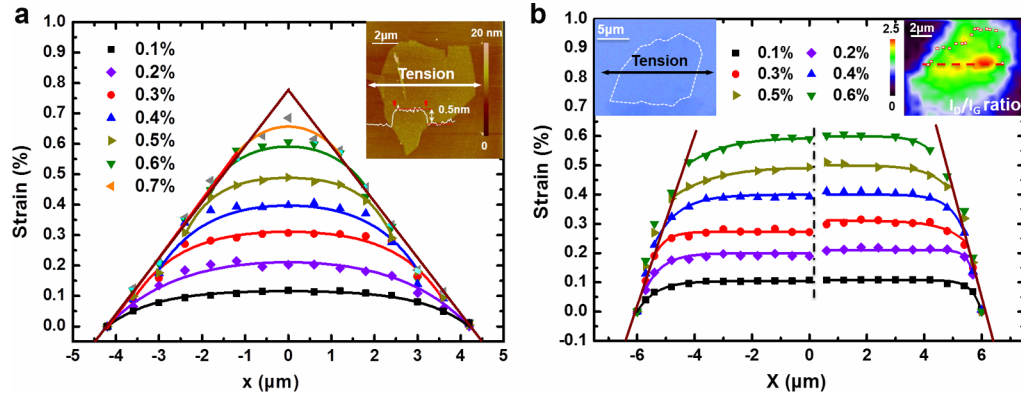 a
0.9
0.8
0.7
0.6
0.5
0.4
0.3
0.2
0.1
0.0
Strain (%)
-5 -4 -3 -2 -1 0 1 2 3 4 5
x (µm)
0.1%
0.2%
0.3%
0.4%
0.5%
0.6%
0.7%
2µm
20 nm
Tension
0.5nm
0
b
1.0
0.9
0.8
0.7
0.6
0.5
0.4
0.3
0.2
0.1
0.0
-0.1
Strain (%)
-6 -4 -2 0 2 4 6
X (µm)
5µm
Tension
0.1% 0.2%
0.3% 0.4%
0.5% 0.6%
2.5
0
2µm
I_D/I_G ratio